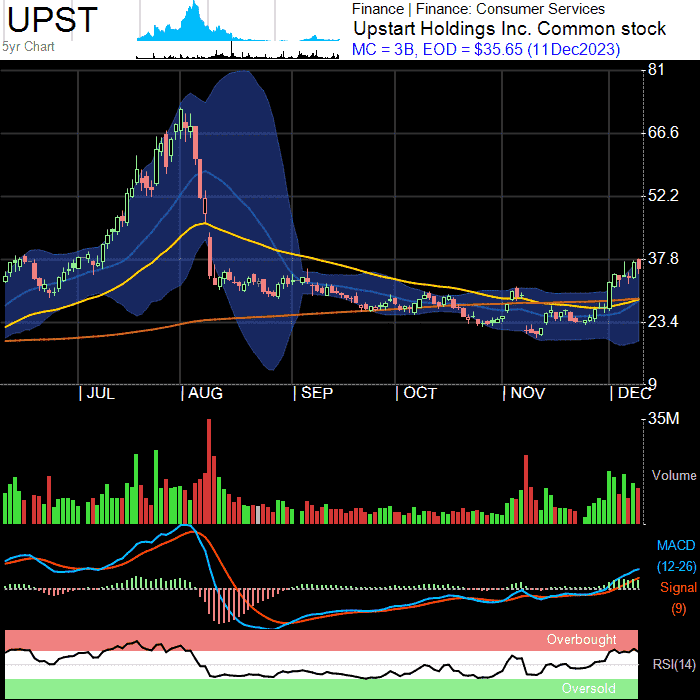 UPST
5yr Chart
Finance | Finance: Consumer Services
Upstart Holdings Inc. Common stock
MC = 3B, EOD = $35.65 (11Dec2023)
81
66.6
52.2
37.8
23.4
9
| JUL | AUG | SEP | OCT | NOV | DEC
35M
Volume
MACD
(12-26)
Signal
(9)
Overbought
RSI(14)
Oversold